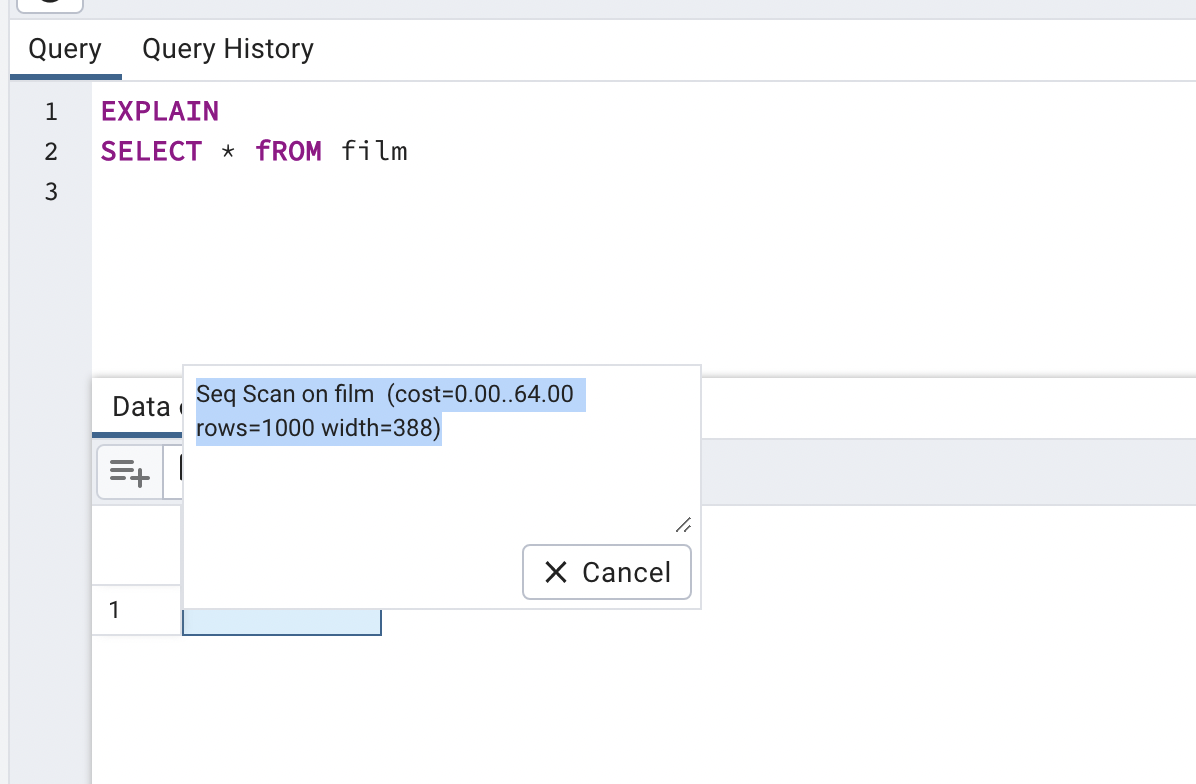 Query Query History
1 EXPLAIN
2 SELECT * fROM film
3
Data
Seq Scan on film  (cost=0.00..64.00
rows=1000 width=388)
Cancel
1